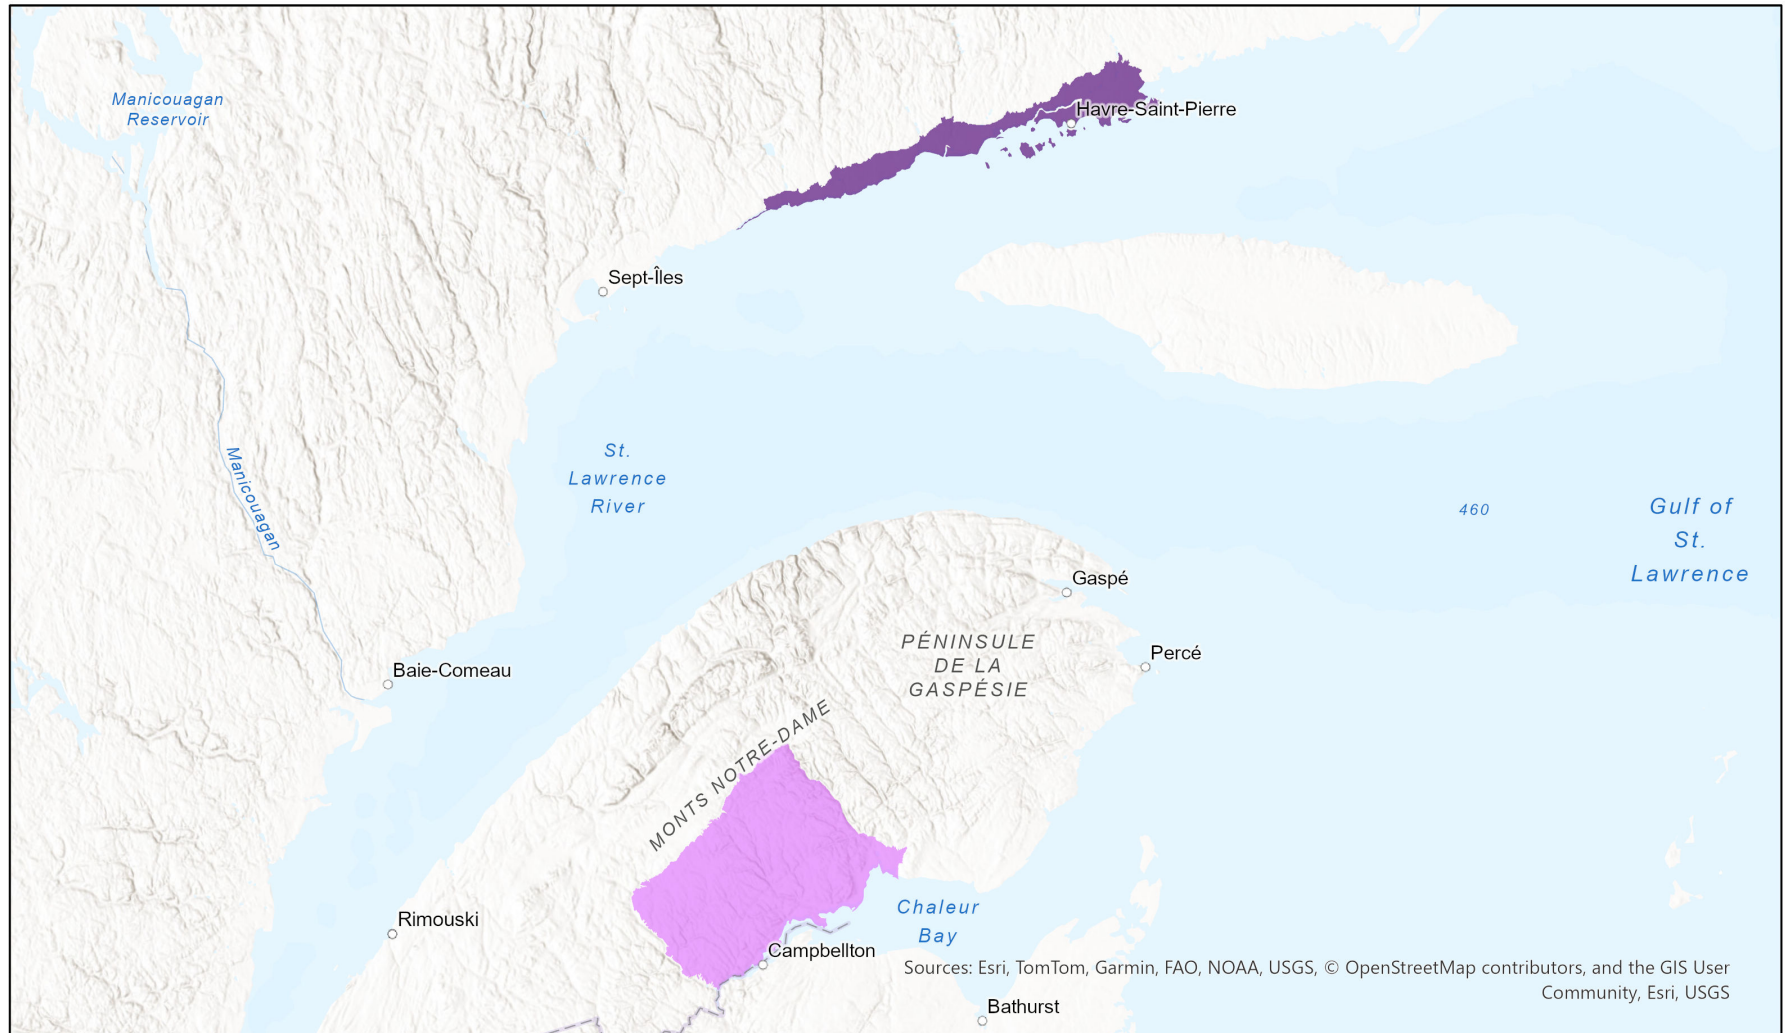 Manicouagan
Reservoir
Havre-Saint-Pierre
Sept-Îles
St.
Lawrence
River
Manicouagan
460
Gulf of
St.
Lawrence
Gaspé
PÉNINSULE
DE LA
GASPÉSIE
Percé
Baie-Comeau
MONTS NOTRE-DAME
Rimouski
Chaleur
Bay
Campbellton
Sources: Esri, TomTom, Garmin, FAO, NOAA, USGS, © OpenStreetMap contributors, and the GIS User
Community, Esri, USGS
Bathurst